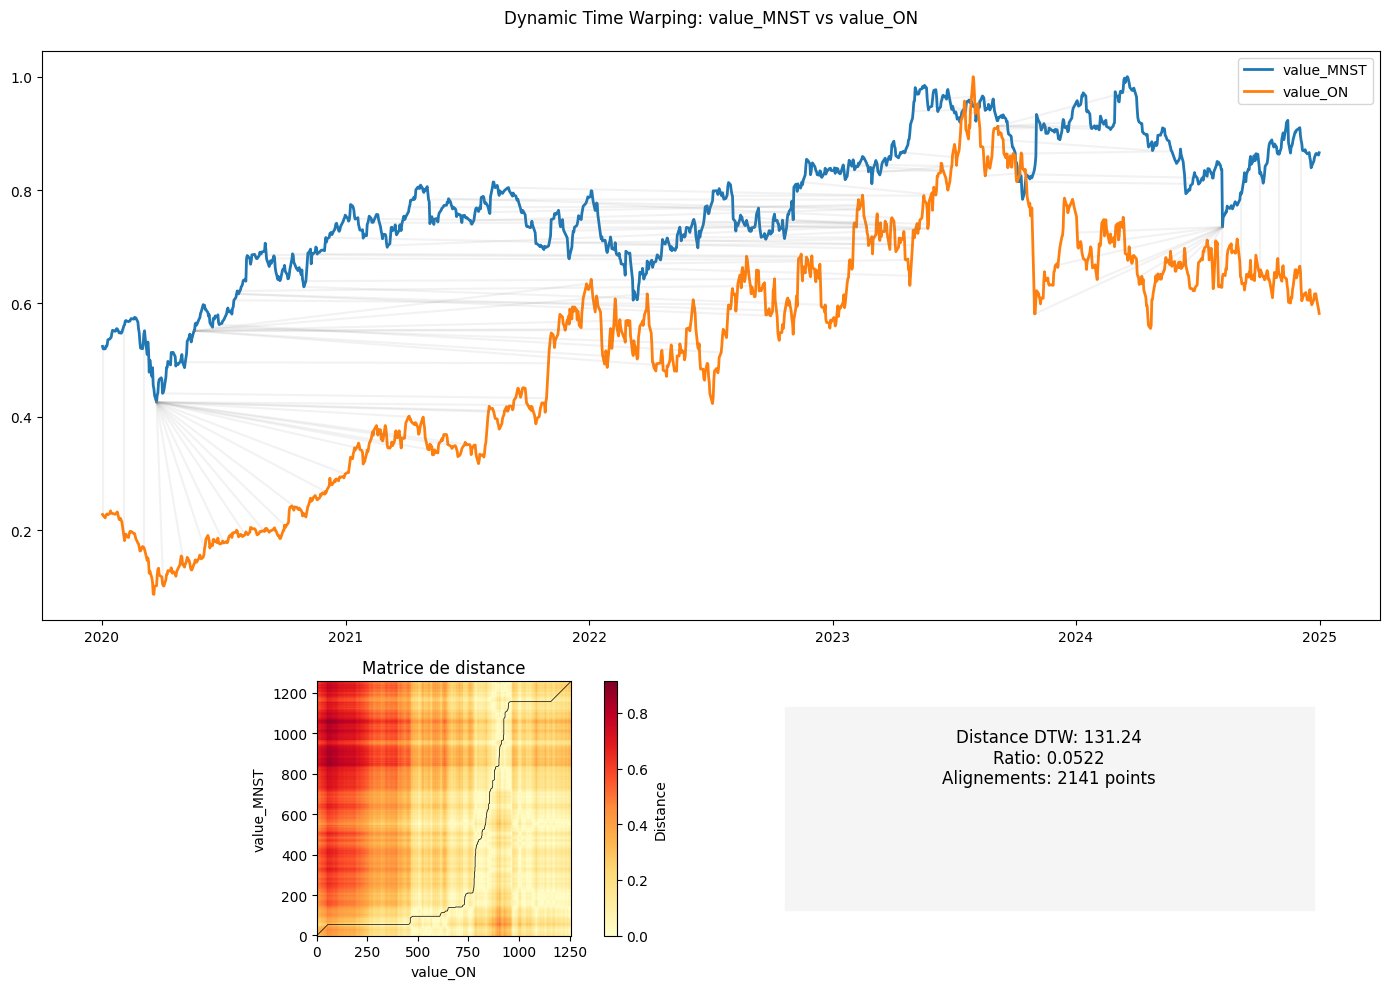 Dynamic Time Warping: value_MNST vs value_ON
value_MNST
value_ON
1.0
0.8
0.6
0.4
0.2
2020 2021 2022 2023 2024 2025
Matrice de distance
value_MNST
1200
1000
800
600
400
200
0
0 250 500 750 1000 1250
value_ON
0.8
0.6
0.4
0.2
0.0
Distance
Distance DTW: 131.24
Ratio: 0.0522
Alignements: 2141 points